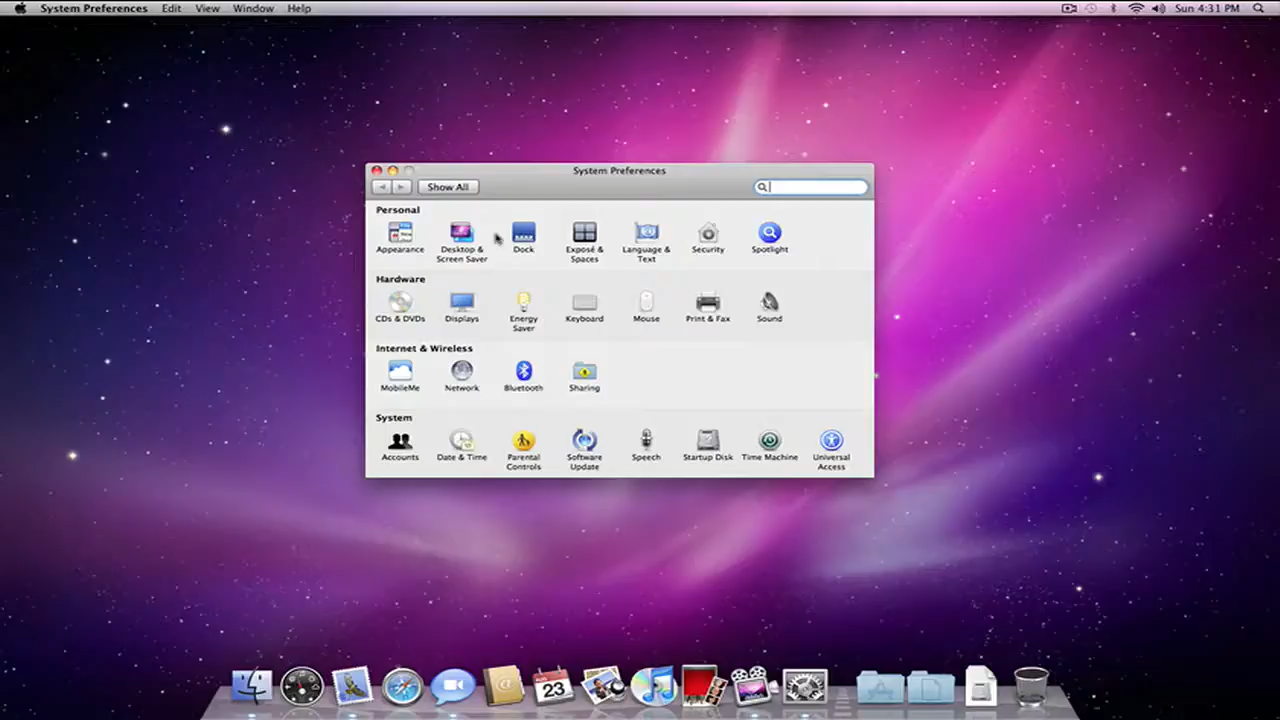 System Preferences Edit View Window Help Sun 4:31 PM
System Preferences
Show All
Personal
Appearance Desktop & Screen Saver Dock Exposé & Spaces Language & Text Security Spotlight
Hardware
CDs & DVDs Displays Energy Saver Keyboard Mouse Print & Fax Sound
Internet & Wireless
MobileMe Network Bluetooth Sharing
System
Accounts Date & Time Parental Controls Software Update Speech Startup Disk Time Machine Universal Access
23